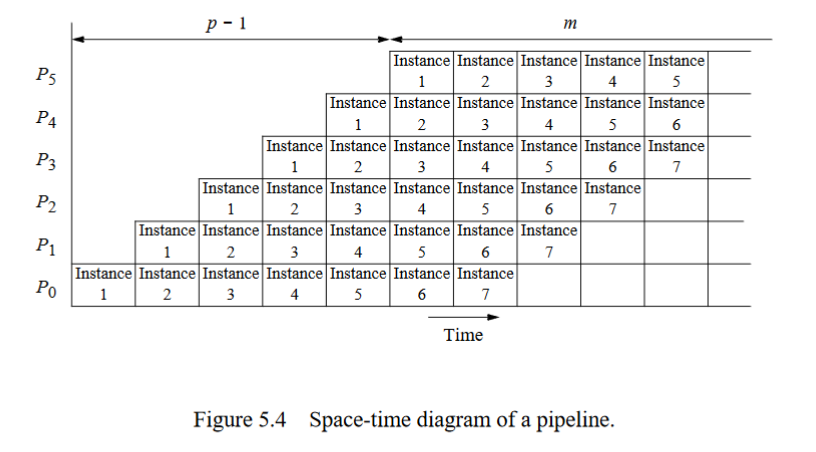 p − 1 m
P5 Instance 1 Instance 2 Instance 3 Instance 4 Instance 5
P4 Instance 1 Instance 2 Instance 3 Instance 4 Instance 5 Instance 6
P3 Instance 1 Instance 2 Instance 3 Instance 4 Instance 5 Instance 6 Instance 7
P2 Instance 1 Instance 2 Instance 3 Instance 4 Instance 5 Instance 6 Instance 7
P1 Instance 1 Instance 2 Instance 3 Instance 4 Instance 5 Instance 6 Instance 7
P0 Instance 1 Instance 2 Instance 3 Instance 4 Instance 5 Instance 6 Instance 7
Time
Figure 5.4 Space-time diagram of a pipeline.